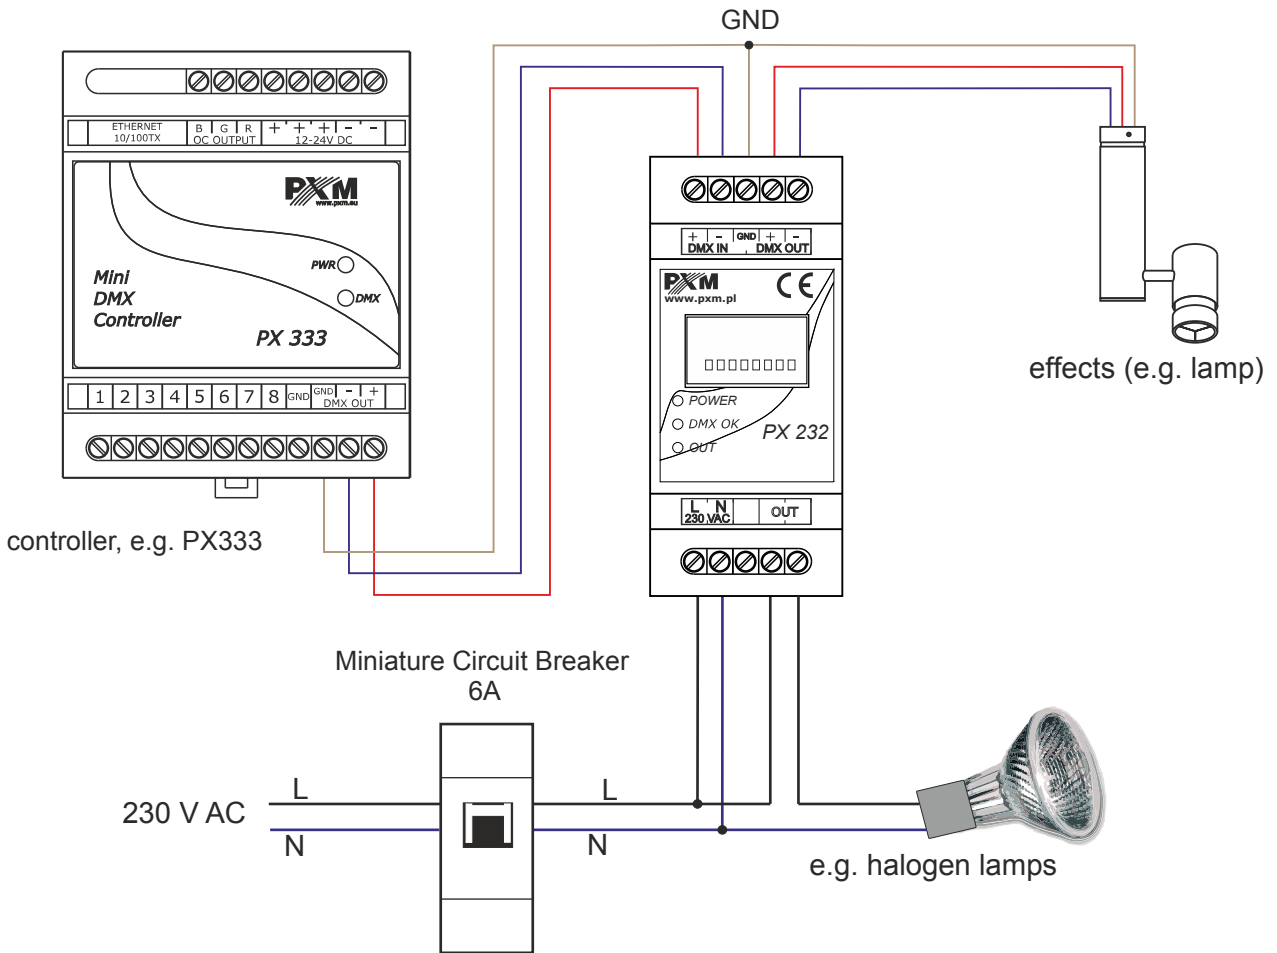 GND
ETHERNET
10/100TX
B G R
OC OUTPUT
+ + + - -
12-24V DC
PXM
www.pxm.eu
PWR
DMX
Mini
DMX
Controller
PX 333
1 2 3 4 5 6 7 8 GND GND - +
DMX OUT
controller, e.g. PX333
+ - GND + -
DMX IN DMX OUT
PXM
www.pxm.pl
CE
POWER
DMX OK
OUT
PX 232
L N
230 VAC
OUT
effects (e.g. lamp)
Miniature Circuit Breaker
6A
230 V AC
L
N
L
N
e.g. halogen lamps